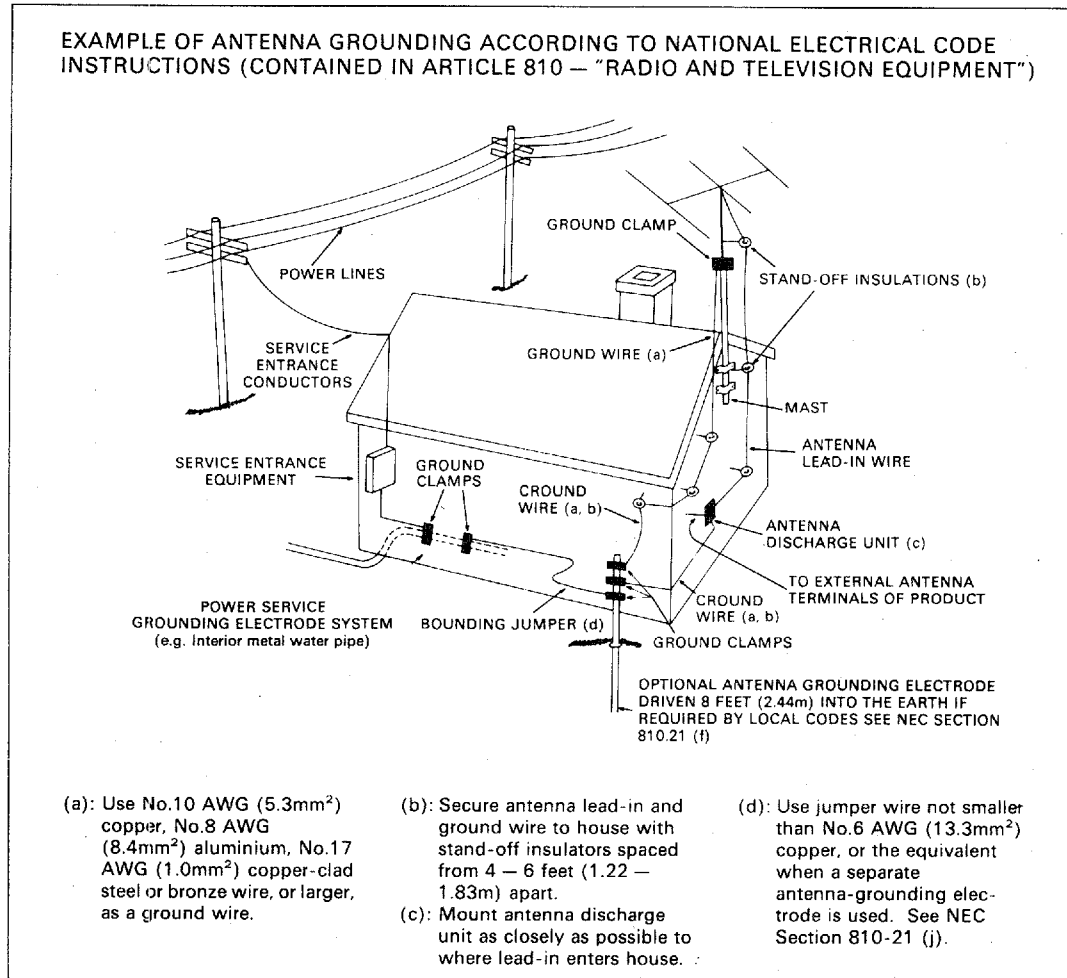 EXAMPLE OF ANTENNA GROUNDING ACCORDING TO NATIONAL ELECTRICAL CODE
INSTRUCTIONS (CONTAINED IN ARTICLE 810 — "RADIO AND TELEVISION EQUIPMENT")
GROUND CLAMP
POWER LINES
STAND-OFF INSULATIONS (b)
SERVICE
ENTRANCE
CONDUCTORS
GROUND WIRE (a)
MAST
ANTENNA
LEAD-IN WIRE
SERVICE ENTRANCE
EQUIPMENT
GROUND
CLAMPS
CROUND
WIRE (a, b)
ANTENNA
DISCHARGE UNIT (c)
TO EXTERNAL ANTENNA
TERMINALS OF PRODUCT
POWER SERVICE
GROUNDING ELECTRODE SYSTEM
(e.g. Interior metal water pipe)
BOUNDING JUMPER (d)
CROUND
WIRE (a, b)
GROUND CLAMPS
OPTIONAL ANTENNA GROUNDING ELECTRODE
DRIVEN 8 FEET (2.44m) INTO THE EARTH IF
REQUIRED BY LOCAL CODES SEE NEC SECTION
810.21 (f)
(a): Use No.10 AWG (5.3mm²)
copper, No.8 AWG
(8.4mm²) aluminium, No.17
AWG (1.0mm²) copper-clad
steel or bronze wire, or larger,
as a ground wire.
(b): Secure antenna lead-in and
ground wire to house with
stand-off insulators spaced
from 4 — 6 feet (1.22 —
1.83m) apart.
(c): Mount antenna discharge
unit as closely as possible to
where lead-in enters house.
(d): Use jumper wire not smaller
than No.6 AWG (13.3mm²)
copper, or the equivalent
when a separate
antenna-grounding elec-
trode is used. See NEC
Section 810-21 (j).